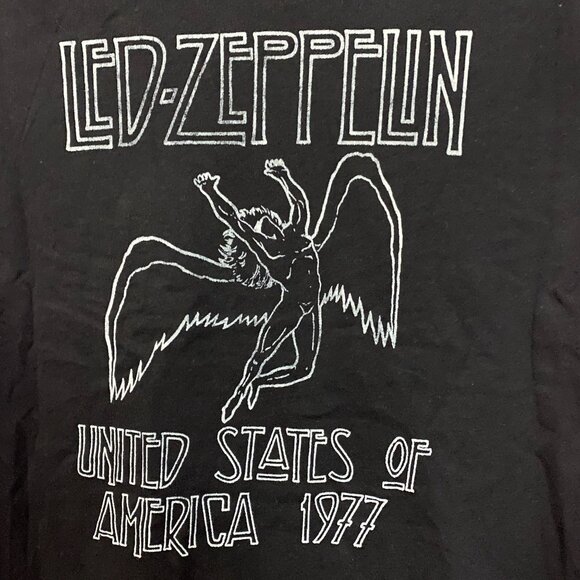 LED-ZEPPELIN
UNITED STATES OF
AMERICA 1977